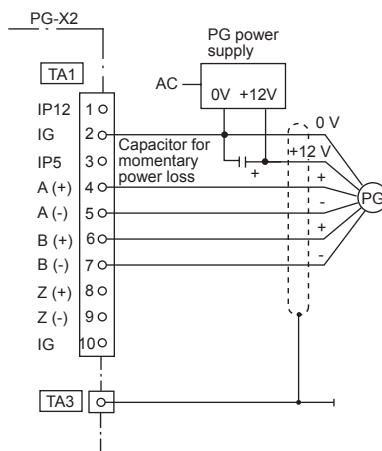 PG-X2
PG power
supply
TA1
AC
0V +12V
IP12 1
IG 2
0 V
Capacitor for
momentary
power loss
+
+12 V
IP5 3
A (+) 4
+
A (-) 5
-
PG
B (+) 6
+
B (-) 7
-
Z (+) 8
Z (-) 9
IG 10
TA3